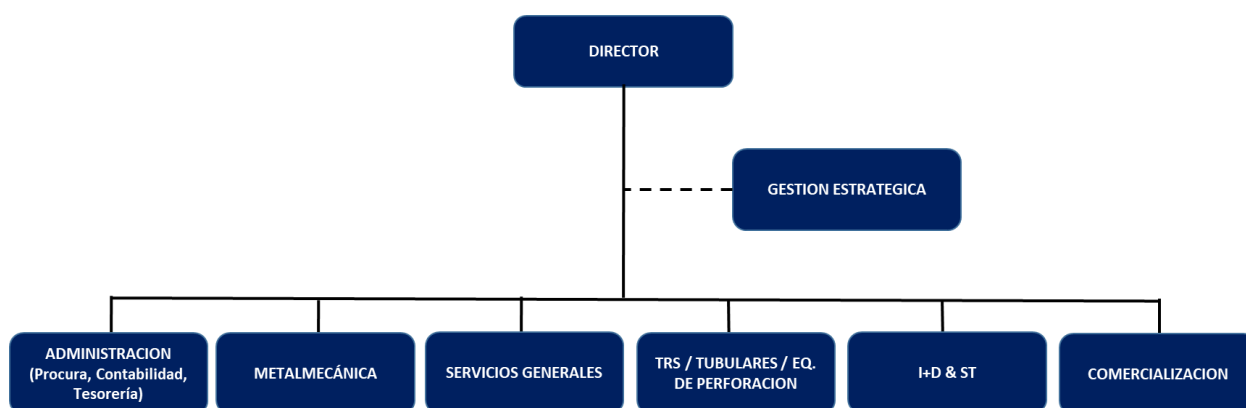 DIRECTOR
GESTION ESTRATEGICA
ADMINISTRACION
(Procura, Contabilidad,
Tesorería)
METALMECÁNICA
SERVICIOS GENERALES
TRS / TUBULARES / EQ.
DE PERFORACION
I+D & ST
COMERCIALIZACION